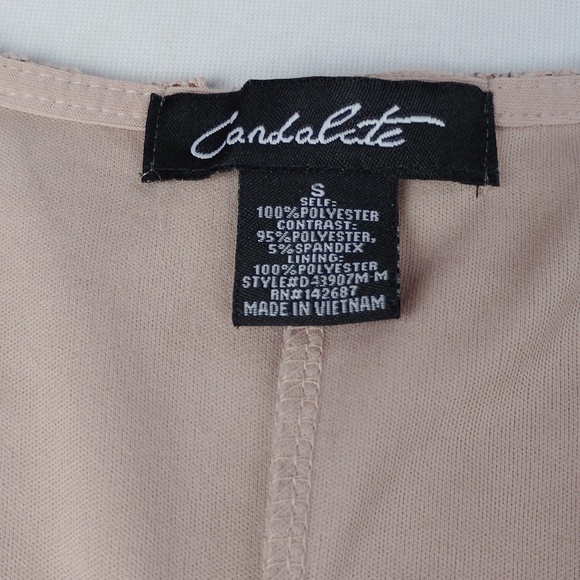 Candalite
S
SELF:
100%POLYESTER
CONTRAST:
95%POLYESTER,
5%SPANDEX
LINING:
100%POLYESTER
STYLE#D43907M-M
RN#142687
MADE IN VIETNAM